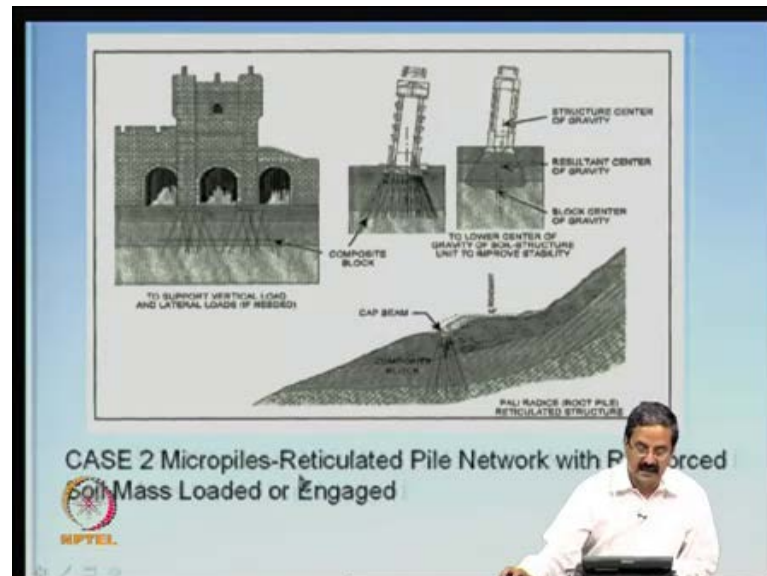 STRUCTURE CENTER
OF GRAVITY
RESULTANT CENTER
OF GRAVITY
BLOCK CENTER
OF GRAVITY
COMPOSITE
BLOCK
TO LOWER CENTER OF
GRAVITY OF SOIL-STRUCTURE
UNIT TO IMPROVE STABILITY
TO SUPPORT VERTICAL LOAD
AND LATERAL LOADS (IF NEEDED)
CAP BEAM
COMPOSITE
BLOCK
PALI RADICE (ROOT PILE)
RETICULATED STRUCTURE
CASE 2 Micropiles-Reticulated Pile Network with R forced
Soil Mass Loaded or Engaged
NPTEL